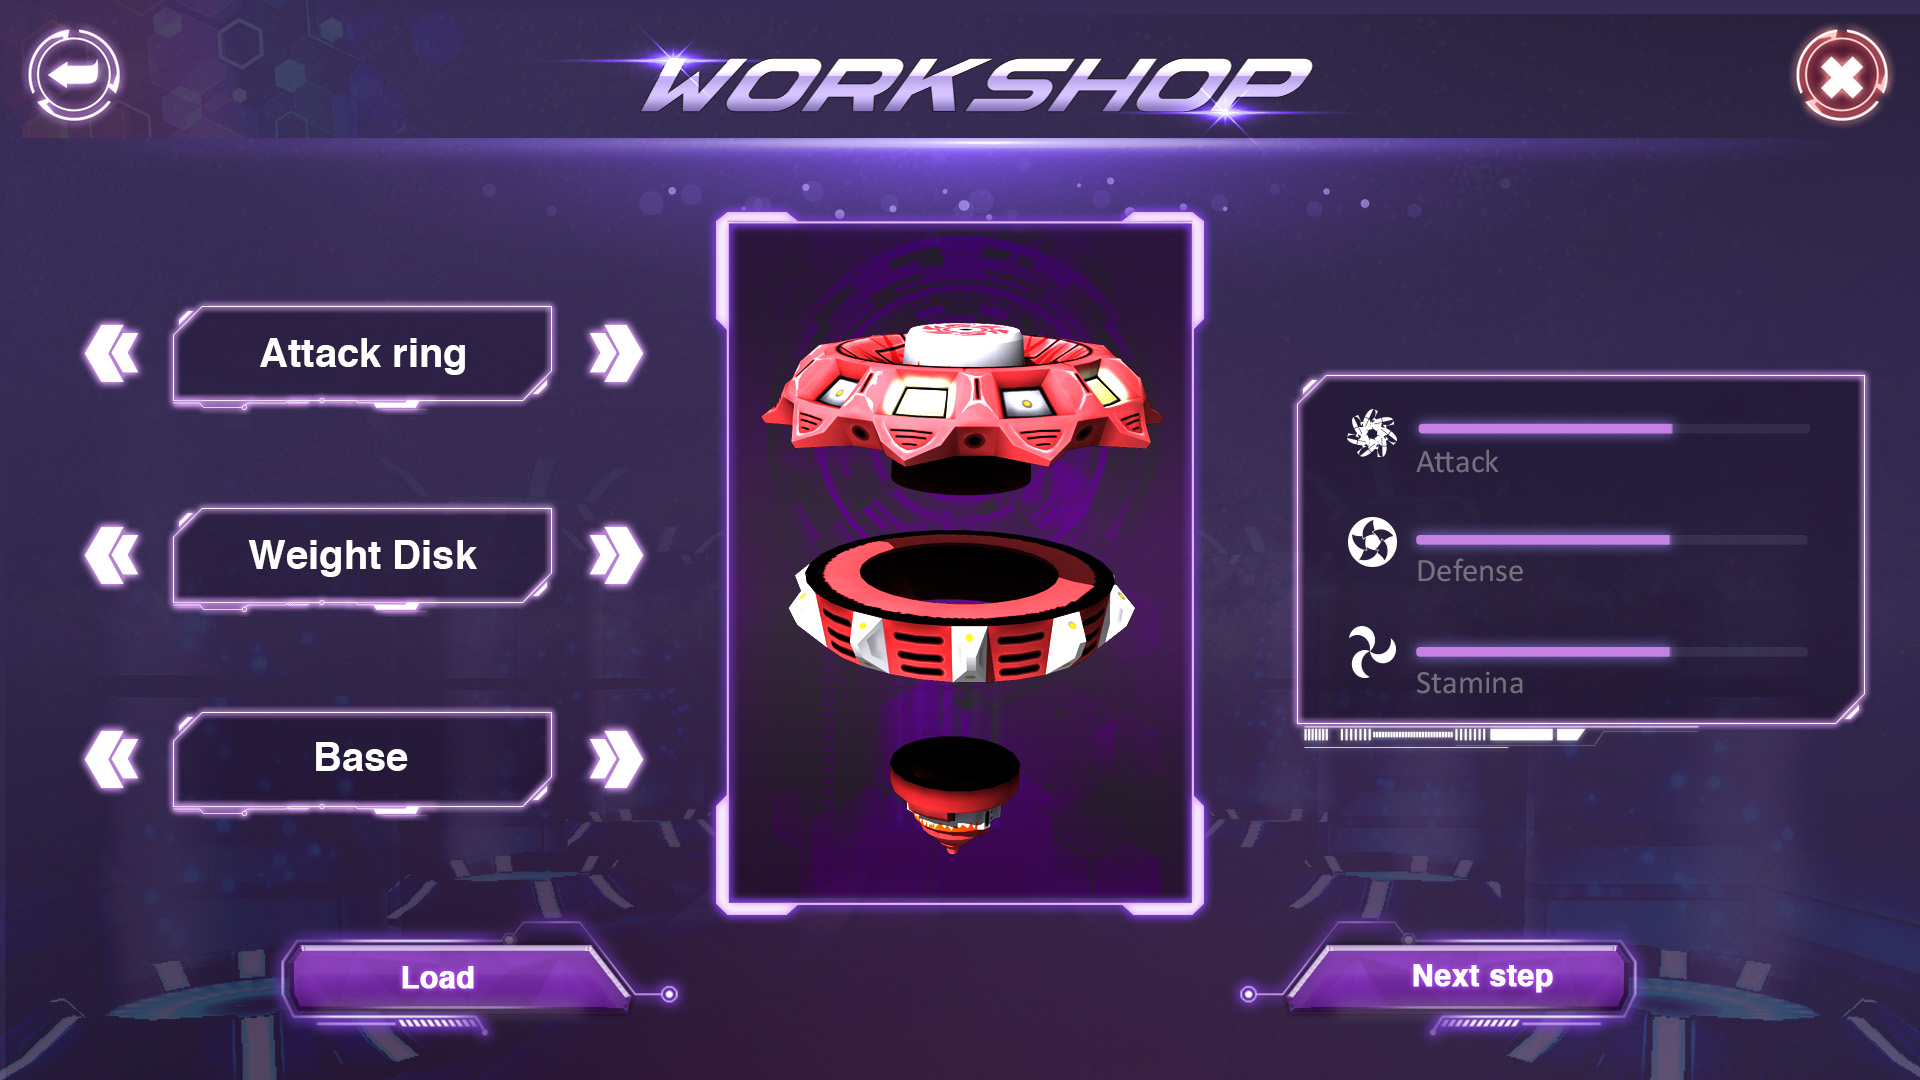 WORKSHOP
Attack ring
Weight Disk
Base
Attack
Defense
Stamina
Load
Next step